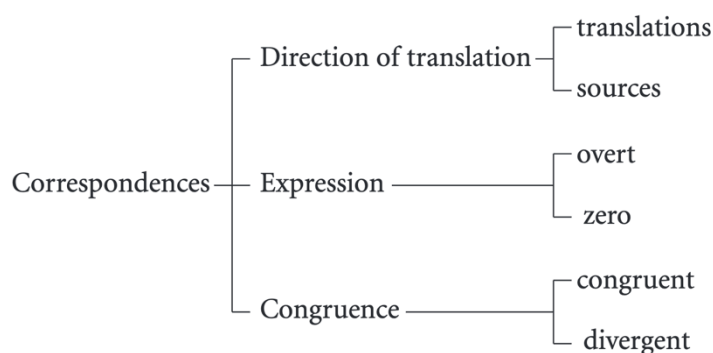 translations
Direction of translation
sources
overt
Correspondences
Expression
zero
congruent
Congruence
divergent